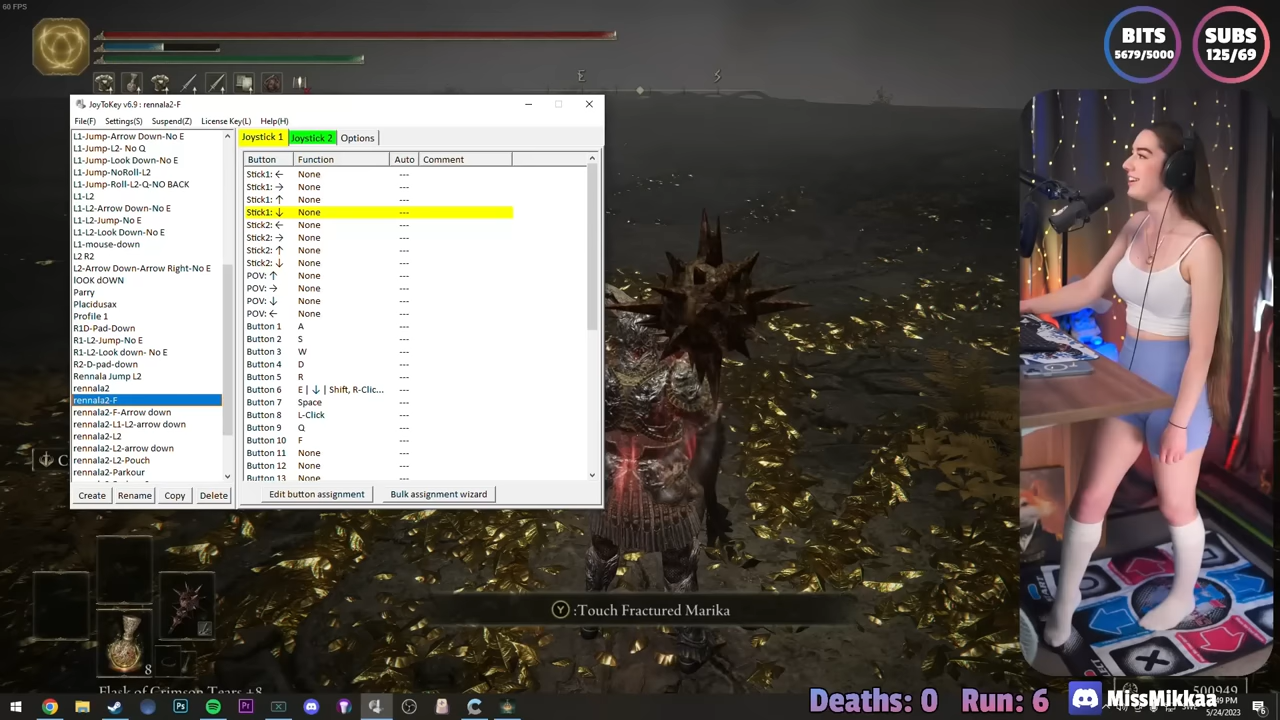 60 FPS
E
S
BITS
5679/5000
SUBS
125/69
JoyToKey v6.9 : rennala2-F
File(F) Settings(S) Suspend(Z) License Key(L) Help(H)
L1-Jump-Arrow Down-No E
L1-Jump-L2- No Q
L1-Jump-Look Down-No E
L1-Jump-NoRoll-L2
L1-Jump-Roll-L2-Q-NO BACK
L1-L2
L1-L2-Arrow Down-No E
L1-L2-Jump-No E
L1-L2-Look Down-No E
L1-mouse-down
L2 R2
L2-Arrow Down-Arrow Right-No E
lOOK dOWN
Parry
Placidusax
Profile 1
R1D-Pad-Down
R1-L2-Jump-No E
R1-L2-Look down- No E
R2-D-pad-down
Rennala Jump L2
rennala2
rennala2-F
rennala2-F-Arrow down
rennala2-L1-L2-arrow down
rennala2-L2
rennala2-L2-arrow down
rennala2-L2-Pouch
rennala2-Parkour
Create Rename Copy Delete
Joystick 1 Joystick 2 Options
Button Function Auto Comment
Stick1: ← None ---
Stick1: → None ---
Stick1: ↑ None ---
Stick1: ↓ None ---
Stick2: ← None ---
Stick2: → None ---
Stick2: ↑ None ---
Stick2: ↓ None ---
POV: ↑ None ---
POV: → None ---
POV: ↓ None ---
POV: ← None ---
Button 1 A ---
Button 2 S ---
Button 3 W ---
Button 4 D ---
Button 5 R ---
Button 6 E | ↓ | Shift, R-Clic... ---
Button 7 Space ---
Button 8 L-Click ---
Button 9 Q ---
Button 10 F ---
Button 11 None ---
Button 12 None ---
Button 13 None ---
Edit button assignment Bulk assignment wizard
Y :Touch Fractured Marika
8
Flask of Crimson Tears +8
500949
Deaths: 0 Run: 6 MissMikkaa
5/24/2023